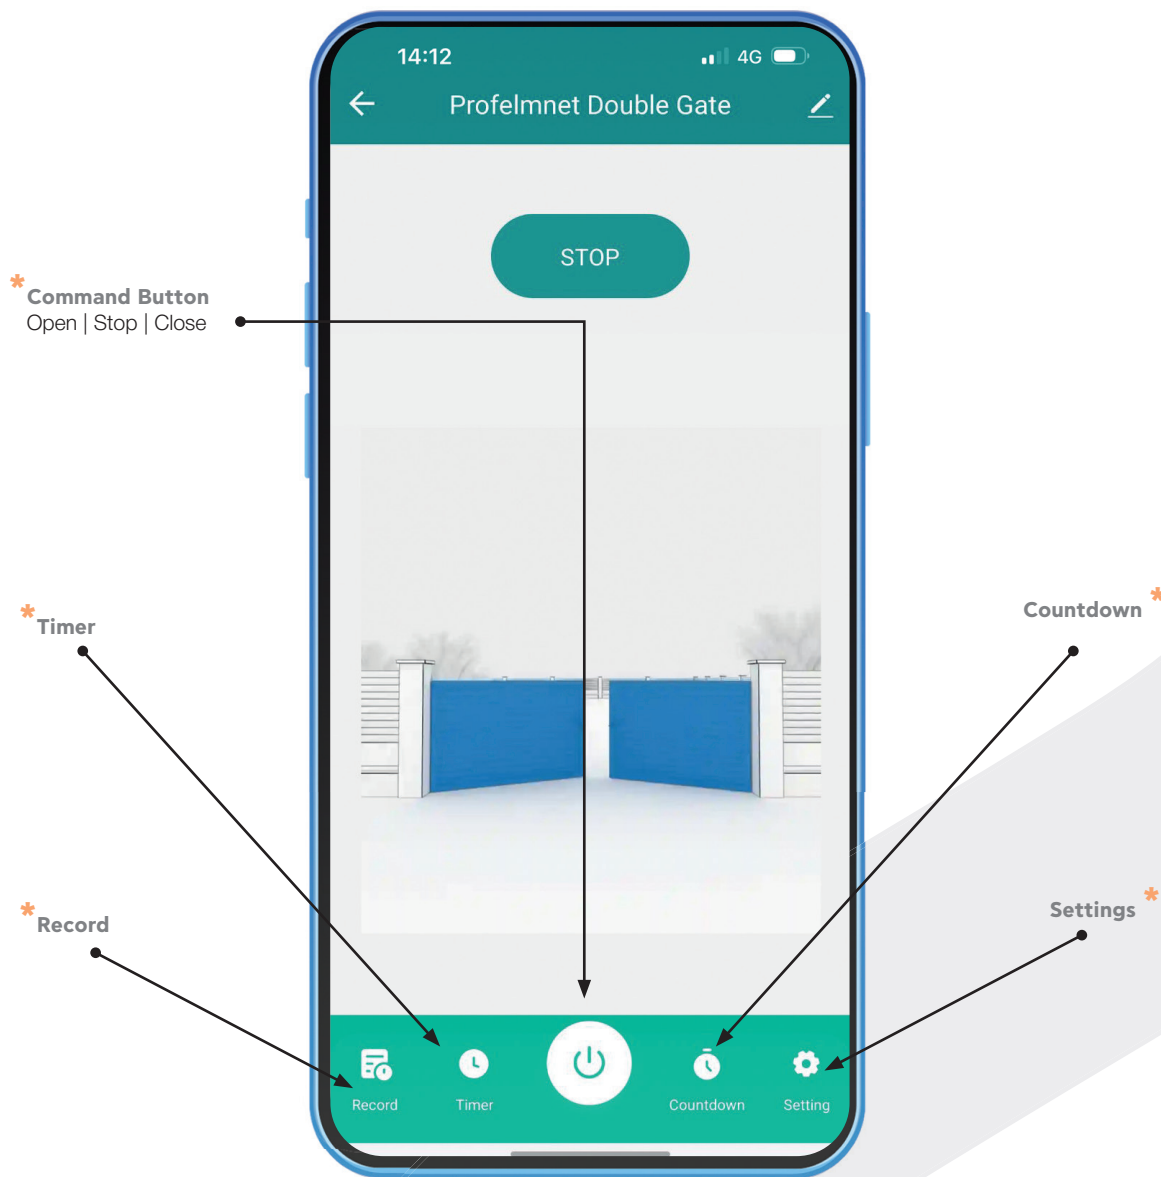 14:12
4G
Profelmnet Double Gate
STOP
* Command Button
Open | Stop | Close
* Timer
Countdown *
* Record
Settings *
Record
Timer
Countdown
Setting